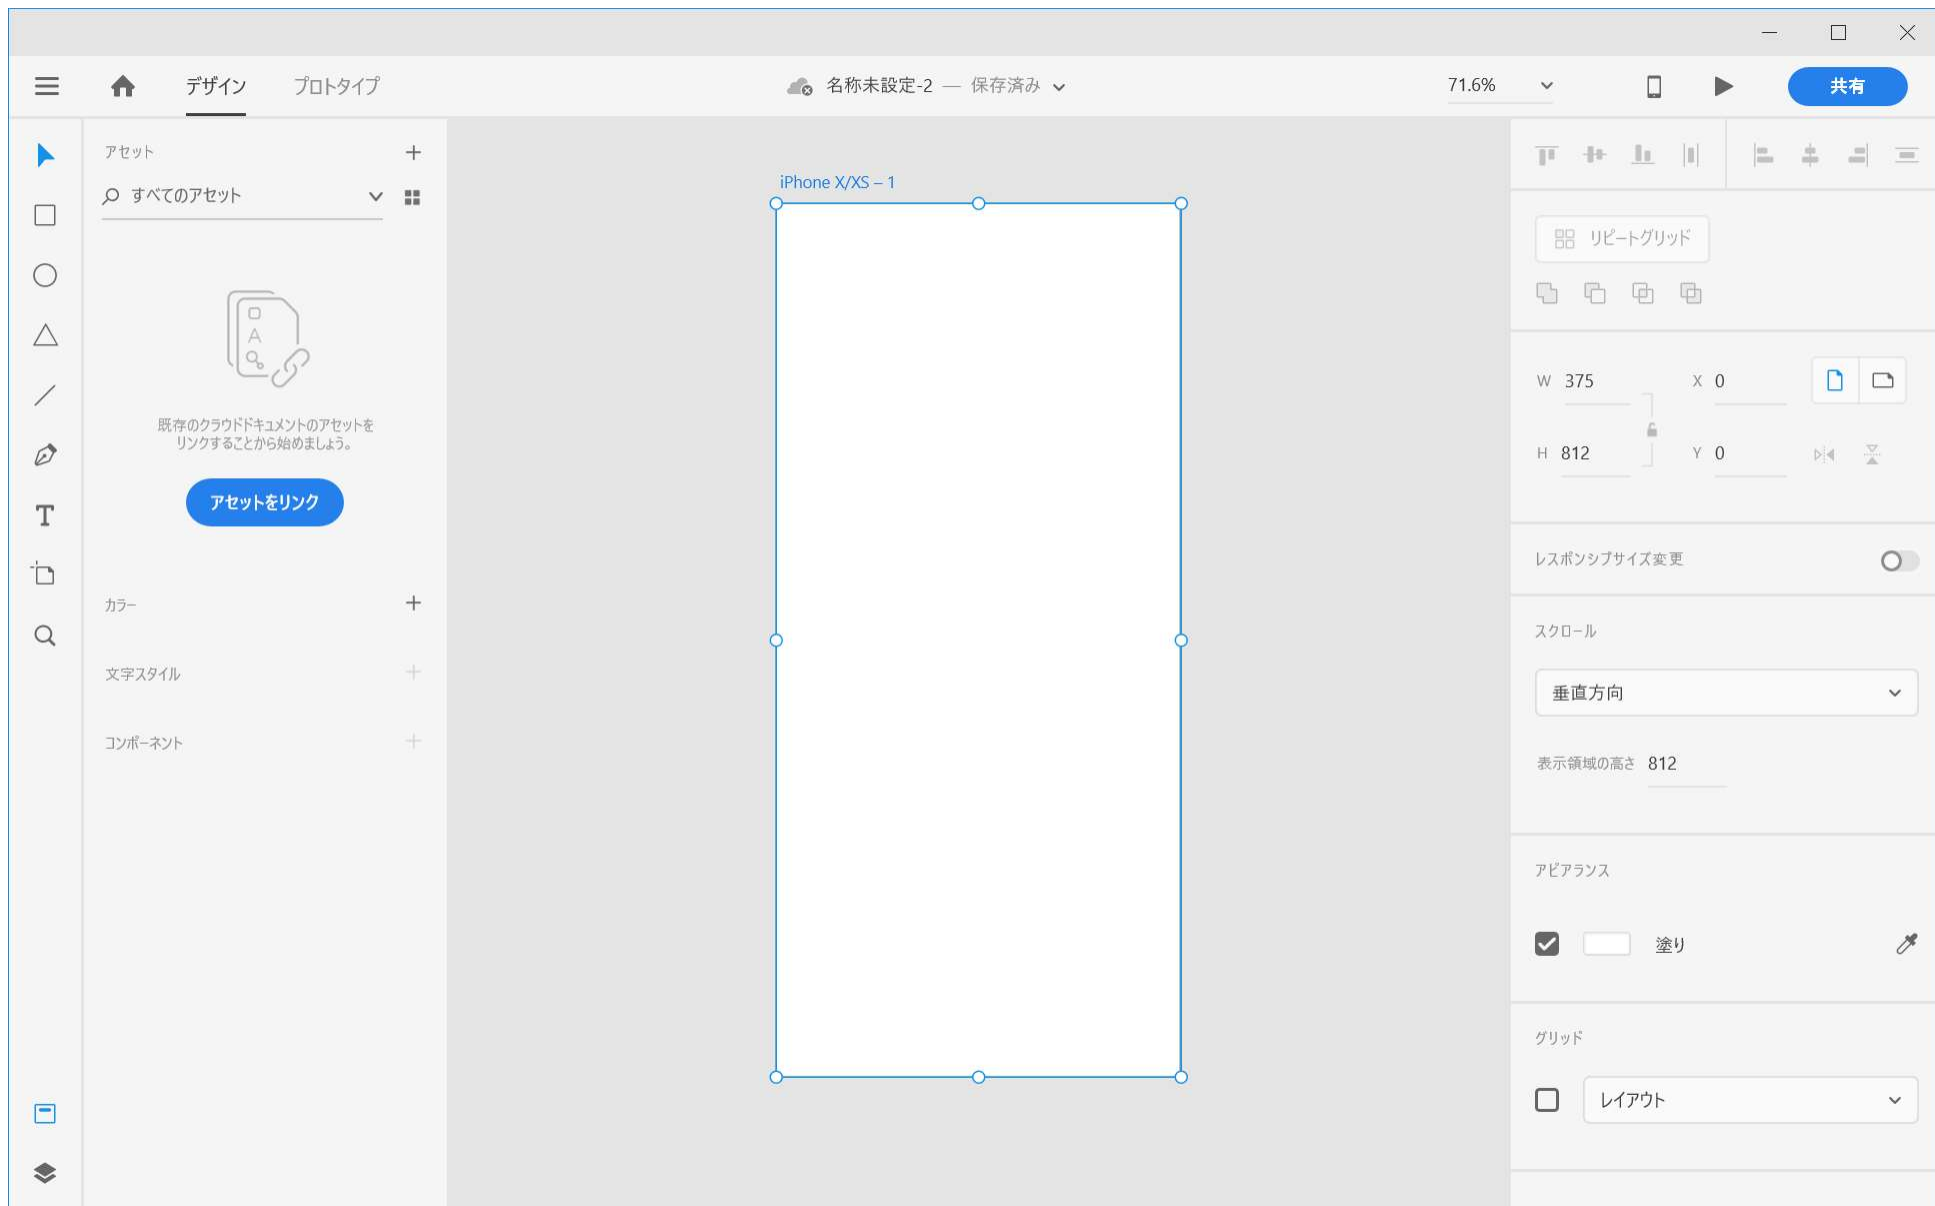 デザイン
プロトタイプ
名称未設定-2 — 保存済み
71.6%
共有
アセット
すべてのアセット
既存のクラウドドキュメントのアセットを
リンクすることから始めましょう。
アセットをリンク
カラー
文字スタイル
コンポーネント
iPhone X/XS – 1
リピートグリッド
W 375
X 0
H 812
Y 0
レスポンシブサイズ変更
スクロール
垂直方向
表示領域の高さ 812
アピアランス
塗り
グリッド
レイアウト